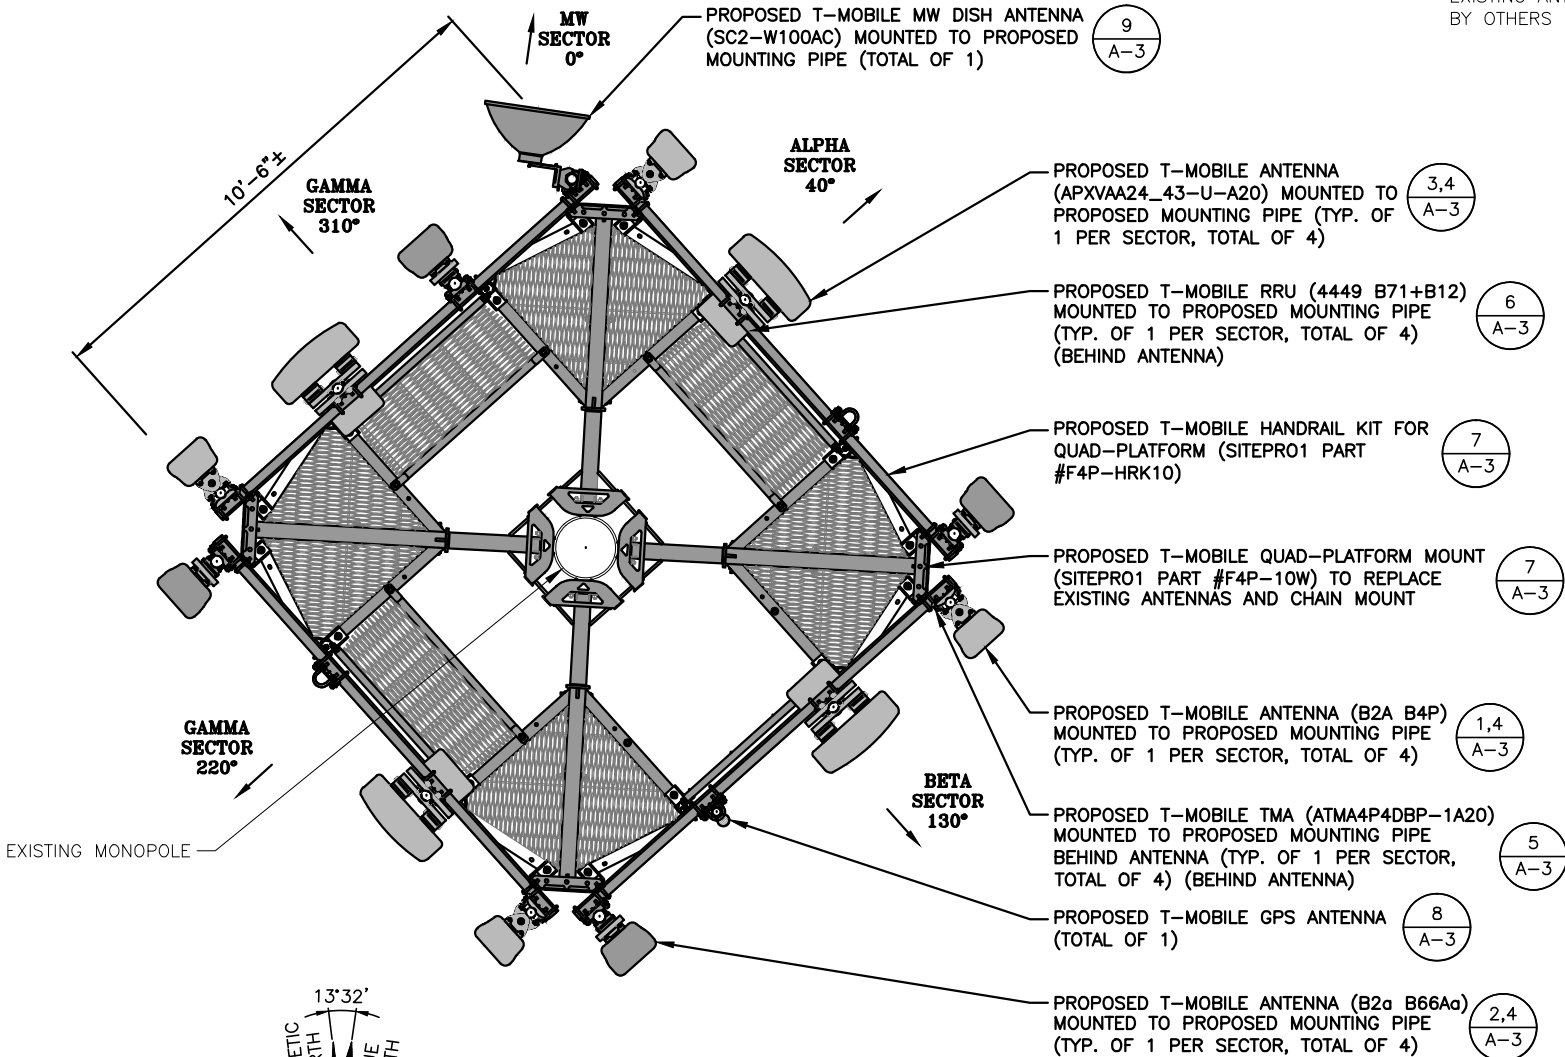 EXISTING ANT
BY OTHERS
MW
SECTOR
0°
PROPOSED T-MOBILE MW DISH ANTENNA
(SC2-W100AC) MOUNTED TO PROPOSED
MOUNTING PIPE (TOTAL OF 1)
9
A-3
10'-6"±
GAMMA
SECTOR
310°
ALPHA
SECTOR
40°
PROPOSED T-MOBILE ANTENNA
(APXVAA24_43-U-A20) MOUNTED TO
PROPOSED MOUNTING PIPE (TYP. OF
1 PER SECTOR, TOTAL OF 4)
3,4
A-3
PROPOSED T-MOBILE RRU (4449 B71+B12)
MOUNTED TO PROPOSED MOUNTING PIPE
(TYP. OF 1 PER SECTOR, TOTAL OF 4)
(BEHIND ANTENNA)
6
A-3
PROPOSED T-MOBILE HANDRAIL KIT FOR
QUAD-PLATFORM (SITEPRO1 PART
#F4P-HRK10)
7
A-3
PROPOSED T-MOBILE QUAD-PLATFORM MOUNT
(SITEPRO1 PART #F4P-10W) TO REPLACE
EXISTING ANTENNAS AND CHAIN MOUNT
7
A-3
PROPOSED T-MOBILE ANTENNA (B2A B4P)
MOUNTED TO PROPOSED MOUNTING PIPE
(TYP. OF 1 PER SECTOR, TOTAL OF 4)
1,4
A-3
GAMMA
SECTOR
220°
BETA
SECTOR
130°
PROPOSED T-MOBILE TMA (ATMA4P4DBP-1A20)
MOUNTED TO PROPOSED MOUNTING PIPE
BEHIND ANTENNA (TYP. OF 1 PER SECTOR,
TOTAL OF 4) (BEHIND ANTENNA)
5
A-3
EXISTING MONOPOLE
PROPOSED T-MOBILE GPS ANTENNA
(TOTAL OF 1)
8
A-3
PROPOSED T-MOBILE ANTENNA (B2a B66Aa)
MOUNTED TO PROPOSED MOUNTING PIPE
(TYP. OF 1 PER SECTOR, TOTAL OF 4)
2,4
A-3
13°32'